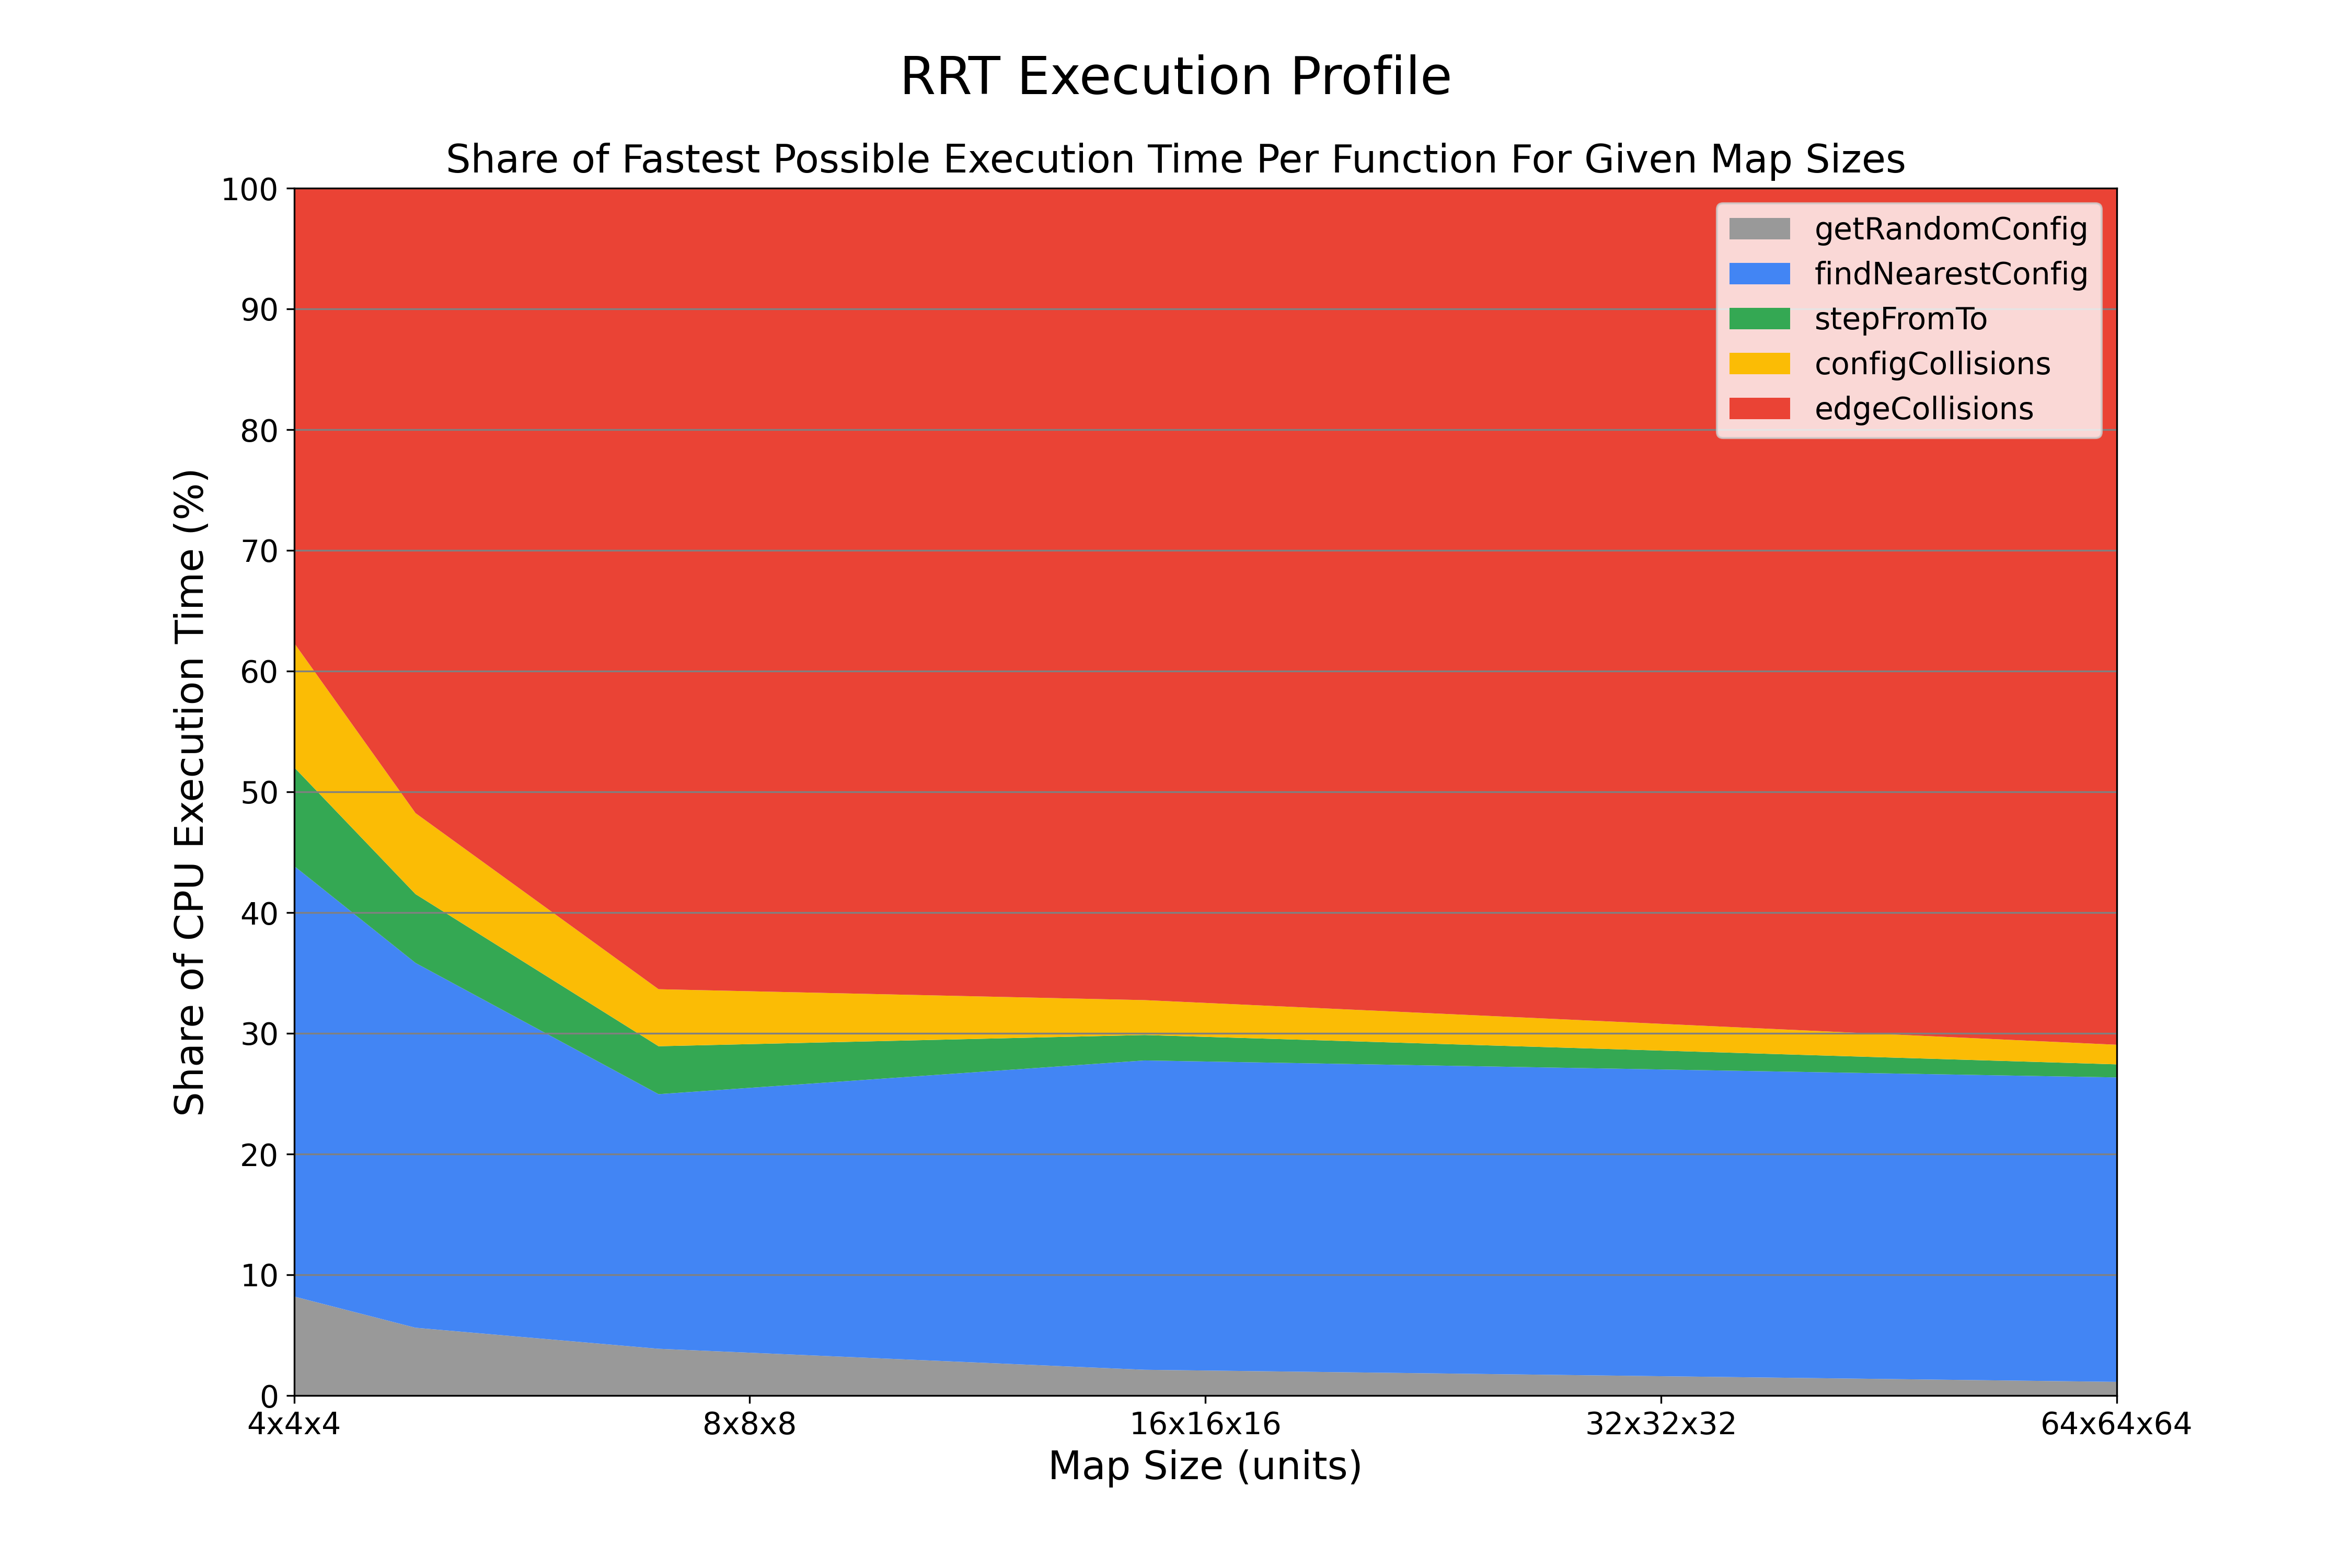 RRT Execution Profile
Share of Fastest Possible Execution Time Per Function For Given Map Sizes
Share of CPU Execution Time (%)
100
90
80
70
60
50
40
30
20
10
0
getRandomConfig
findNearestConfig
stepFromTo
configCollisions
edgeCollisions
4x4x4 8x8x8 16x16x16 32x32x32 64x64x64
Map Size (units)